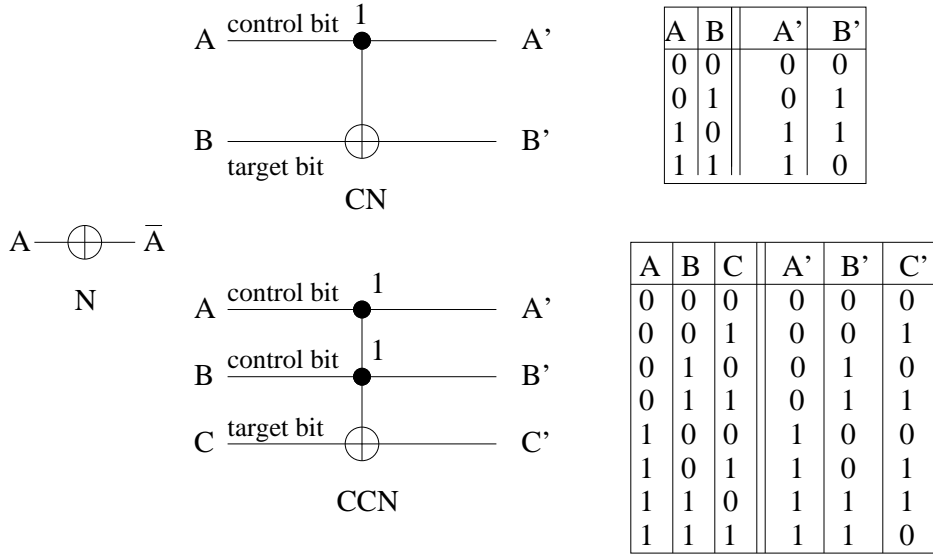 1
A control bit A'
B B'
target bit
CN
A B A' B'
0 0 0 0
0 1 0 1
1 0 1 1
1 1 1 0
A A̅
N
1
A control bit A'
1
B control bit B'
C target bit C'
CCN
A B C A' B' C'
0 0 0 0 0 0
0 0 1 0 0 1
0 1 0 0 1 0
0 1 1 0 1 1
1 0 0 1 0 0
1 0 1 1 0 1
1 1 0 1 1 1
1 1 1 1 1 0